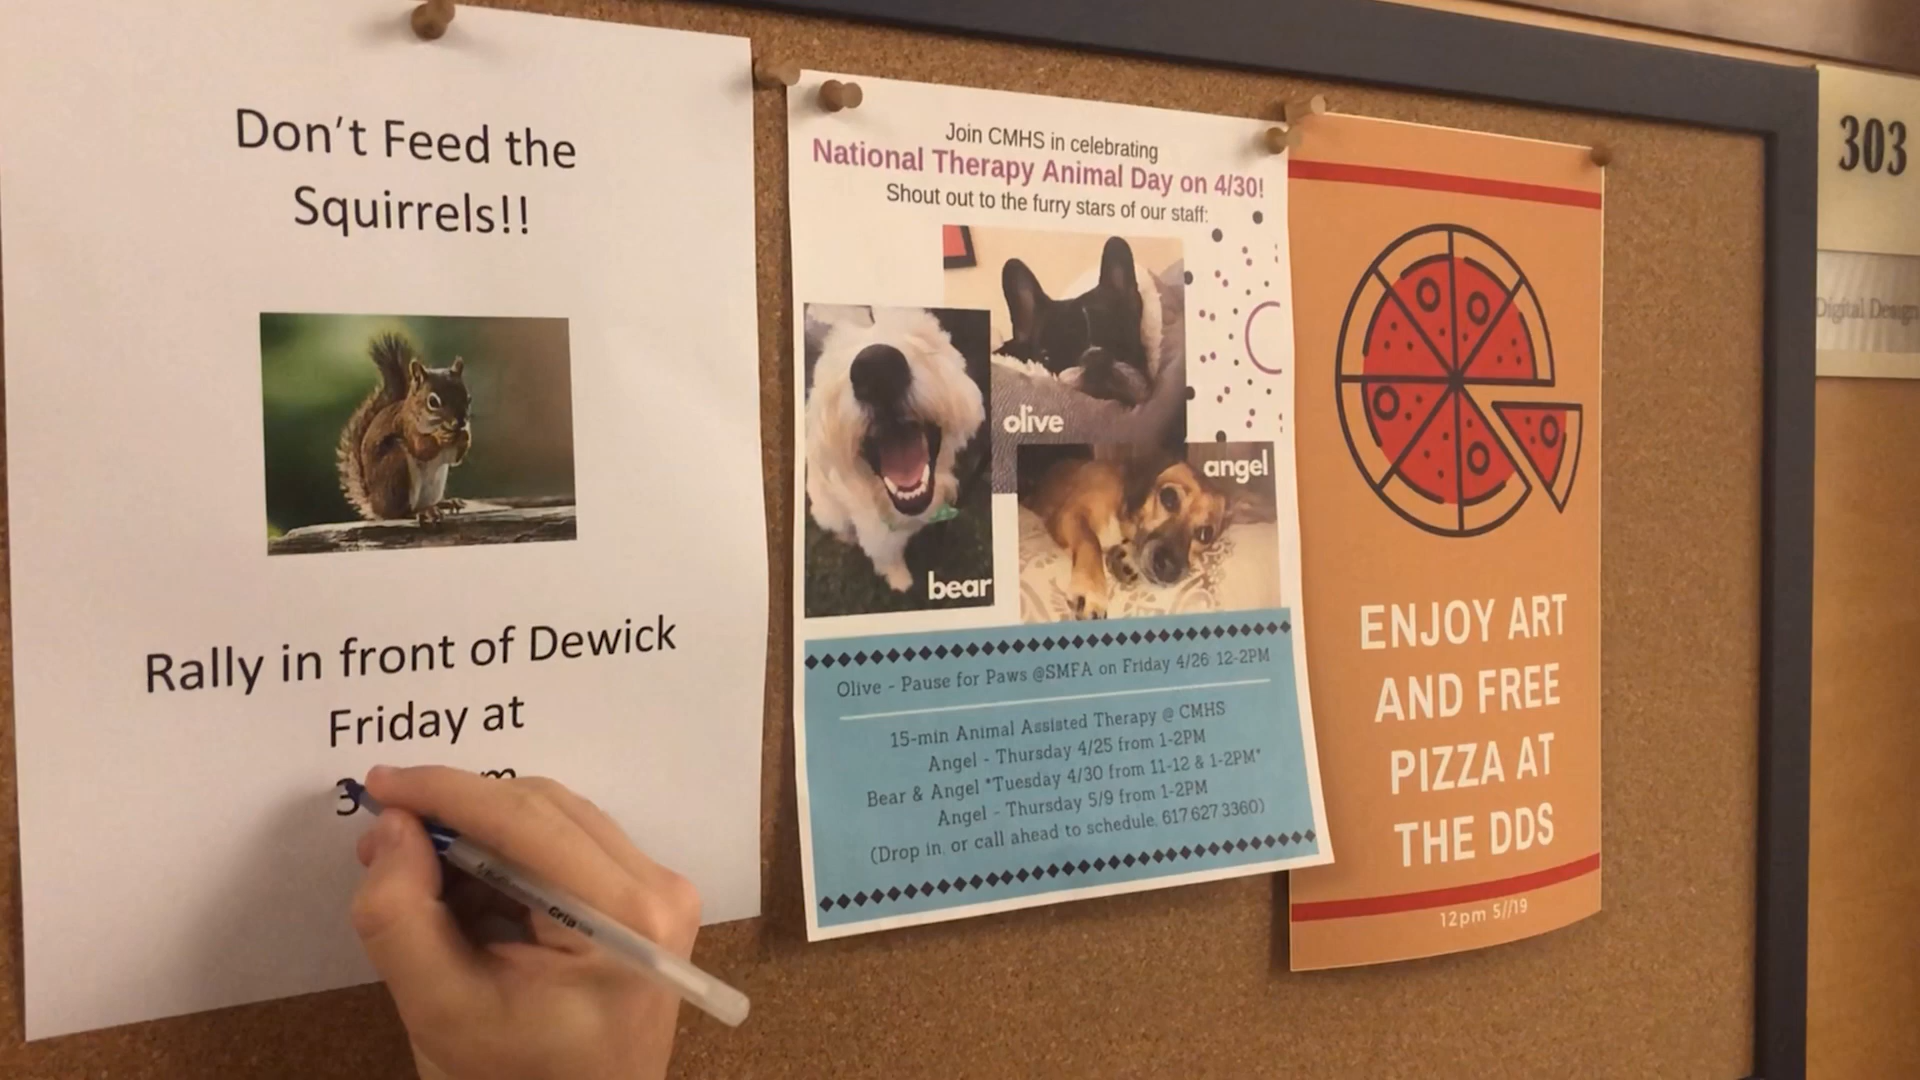 Don't Feed the
Squirrels!!
Rally in front of Dewick
Friday at
3 m
Join CMHS in celebrating
National Therapy Animal Day on 4/30!
Shout out to the furry stars of our staff:
olive
angel
bear
Olive - Pause for Paws @SMFA on Friday 4/26 12-2PM
15-min Animal Assisted Therapy @ CMHS
Angel - Thursday 4/25 from 1-2PM
Bear & Angel *Tuesday 4/30 from 11-12 & 1-2PM*
Angel - Thursday 5/9 from 1-2PM
(Drop in, or call ahead to schedule, 617 627 3360)
ENJOY ART
AND FREE
PIZZA AT
THE DDS
12pm 5//19
303
Digital Design
Grip